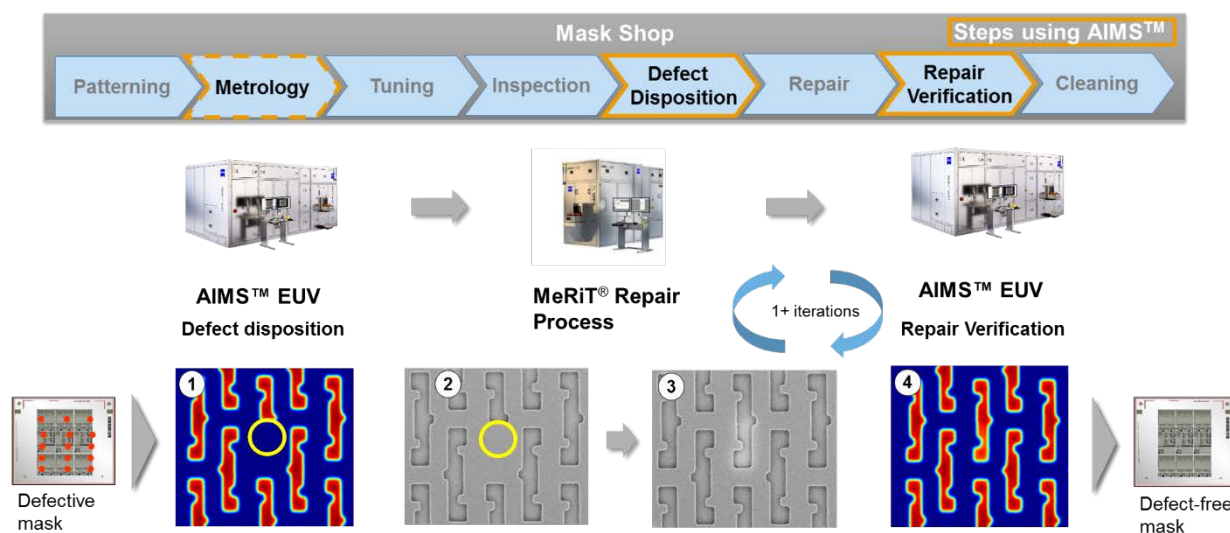 Mask Shop
Steps using AIMS™
Patterning
Metrology
Tuning
Inspection
Defect
Disposition
Repair
Repair
Verification
Cleaning
AIMS™ EUV
Defect disposition
MeRiT® Repair
Process
1+ iterations
AIMS™ EUV
Repair Verification
1
2
3
4
Defective
mask
Defect-free
mask